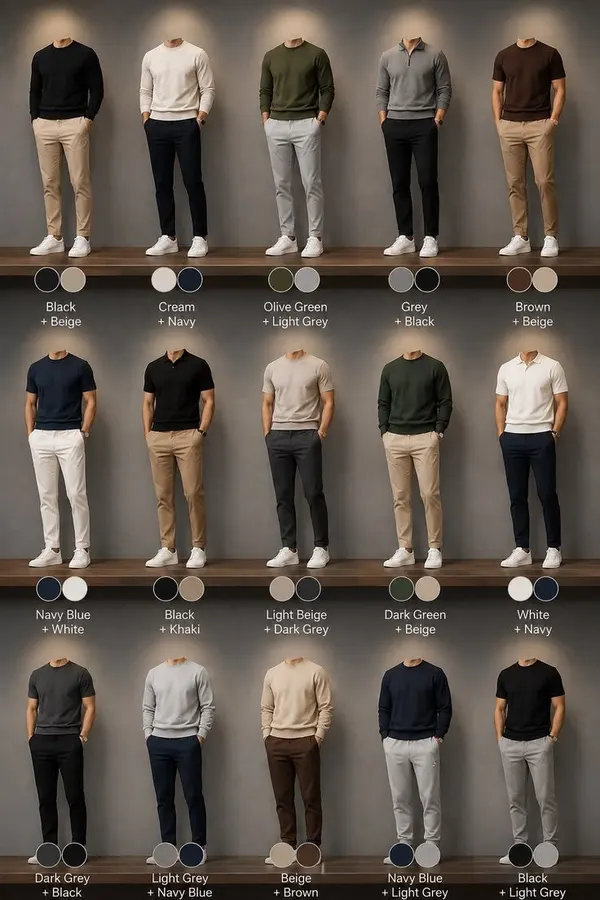 Black
+ Beige
Cream
+ Navy
Olive Green
+ Light Grey
Grey
+ Black
Brown
+ Beige
Navy Blue
+ White
Black
+ Khaki
Light Beige
+ Dark Grey
Dark Green
+ Beige
White
+ Navy
Dark Grey
+ Black
Light Grey
+ Navy Blue
Beige
+ Brown
Navy Blue
+ Light Grey
Black
+ Light Grey